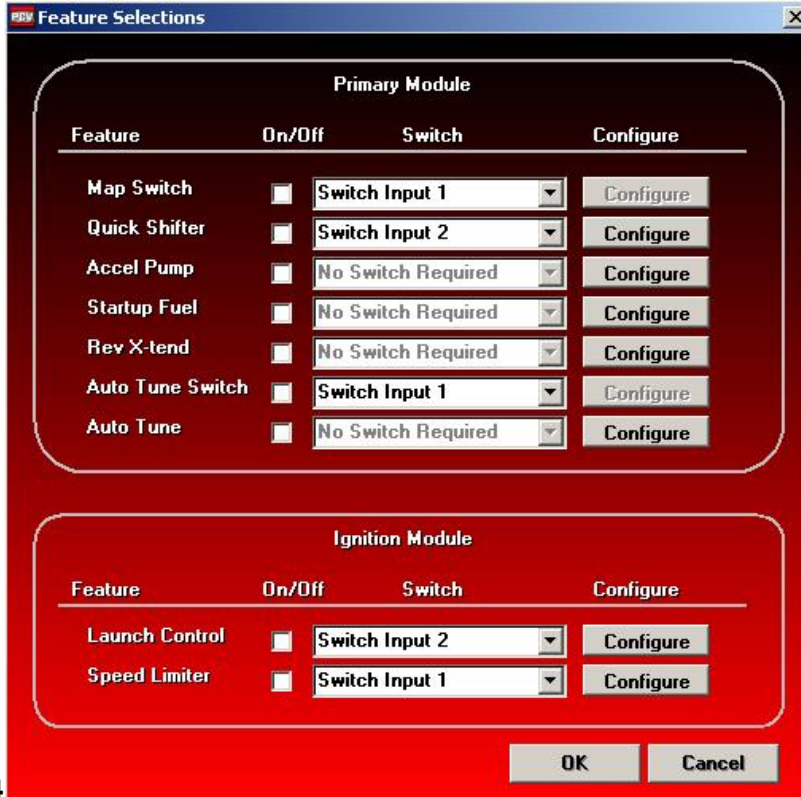 PCV Feature Selections
Primary Module
Feature On/Off Switch Configure
Map Switch Switch Input 1 Configure
Quick Shifter Switch Input 2 Configure
Accel Pump No Switch Required Configure
Startup Fuel No Switch Required Configure
Rev X-tend No Switch Required Configure
Auto Tune Switch Switch Input 1 Configure
Auto Tune No Switch Required Configure
Ignition Module
Feature On/Off Switch Configure
Launch Control Switch Input 2 Configure
Speed Limiter Switch Input 1 Configure
OK Cancel